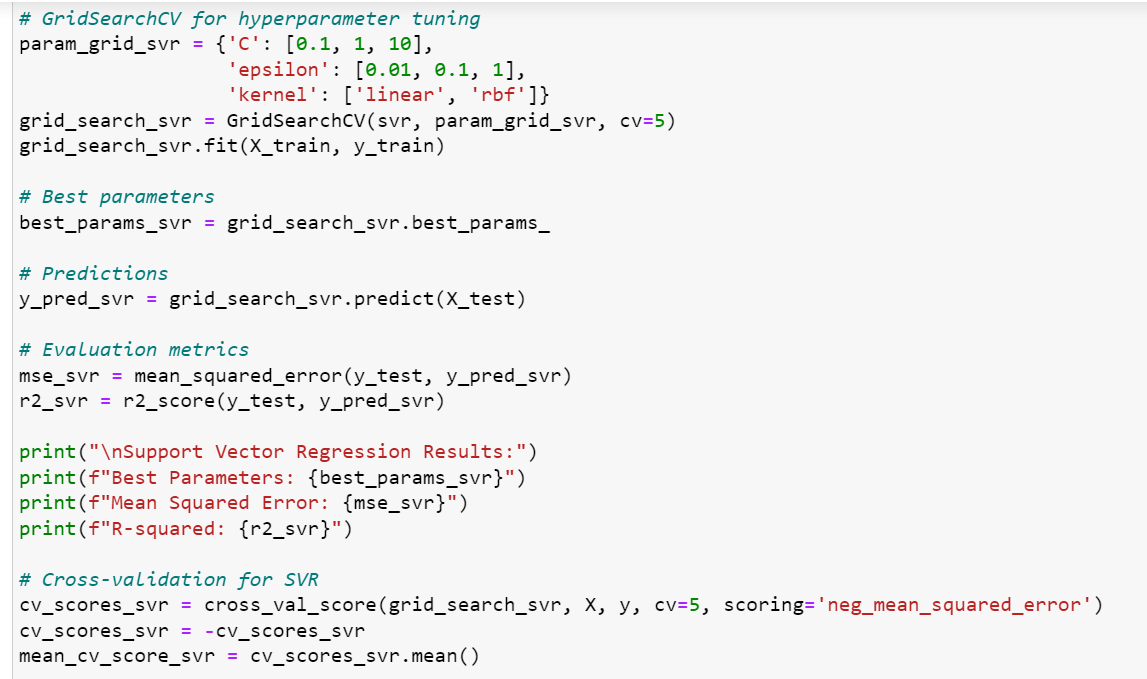 # GridSearchCV for hyperparameter tuning
param_grid_svr = {'C': [0.1, 1, 10],
                  'epsilon': [0.01, 0.1, 1],
                  'kernel': ['linear', 'rbf']}
grid_search_svr = GridSearchCV(svr, param_grid_svr, cv=5)
grid_search_svr.fit(X_train, y_train)

# Best parameters
best_params_svr = grid_search_svr.best_params_

# Predictions
y_pred_svr = grid_search_svr.predict(X_test)

# Evaluation metrics
mse_svr = mean_squared_error(y_test, y_pred_svr)
r2_svr = r2_score(y_test, y_pred_svr)

print("\nSupport Vector Regression Results:")
print(f"Best Parameters: {best_params_svr}")
print(f"Mean Squared Error: {mse_svr}")
print(f"R-squared: {r2_svr}")

# Cross-validation for SVR
cv_scores_svr = cross_val_score(grid_search_svr, X, y, cv=5, scoring='neg_mean_squared_error')
cv_scores_svr = -cv_scores_svr
mean_cv_score_svr = cv_scores_svr.mean()